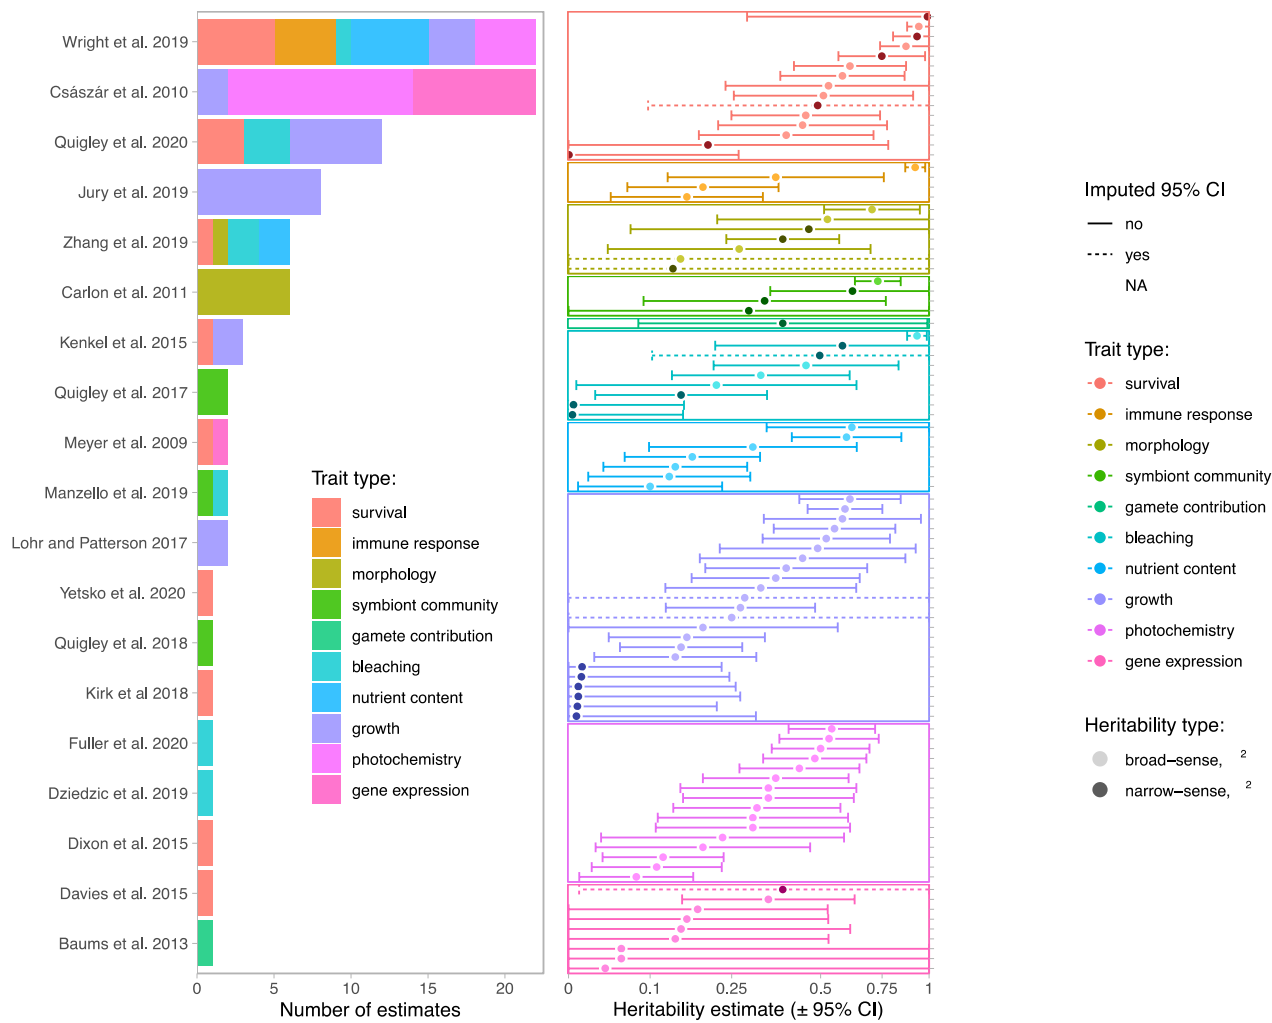 Wright et al. 2019
Császár et al. 2010
Quigley et al. 2020
Jury et al. 2019
Zhang et al. 2019
Carlon et al. 2011
Kenkel et al. 2015
Quigley et al. 2017
Meyer et al. 2009
Manzello et al. 2019
Lohr and Patterson 2017
Yetsko et al. 2020
Quigley et al. 2018
Kirk et al 2018
Fuller et al. 2020
Dziedzic et al. 2019
Dixon et al. 2015
Davies et al. 2015
Baums et al. 2013
0 5 10 15 20
Number of estimates
Trait type:
survival
immune response
morphology
symbiont community
gamete contribution
bleaching
nutrient content
growth
photochemistry
gene expression
0 0.1 0.25 0.5 0.75 1
Heritability estimate (± 95% CI)
Imputed 95% CI
no
yes
NA
Trait type:
survival
immune response
morphology
symbiont community
gamete contribution
bleaching
nutrient content
growth
photochemistry
gene expression
Heritability type:
broad−sense, 2
narrow−sense, 2